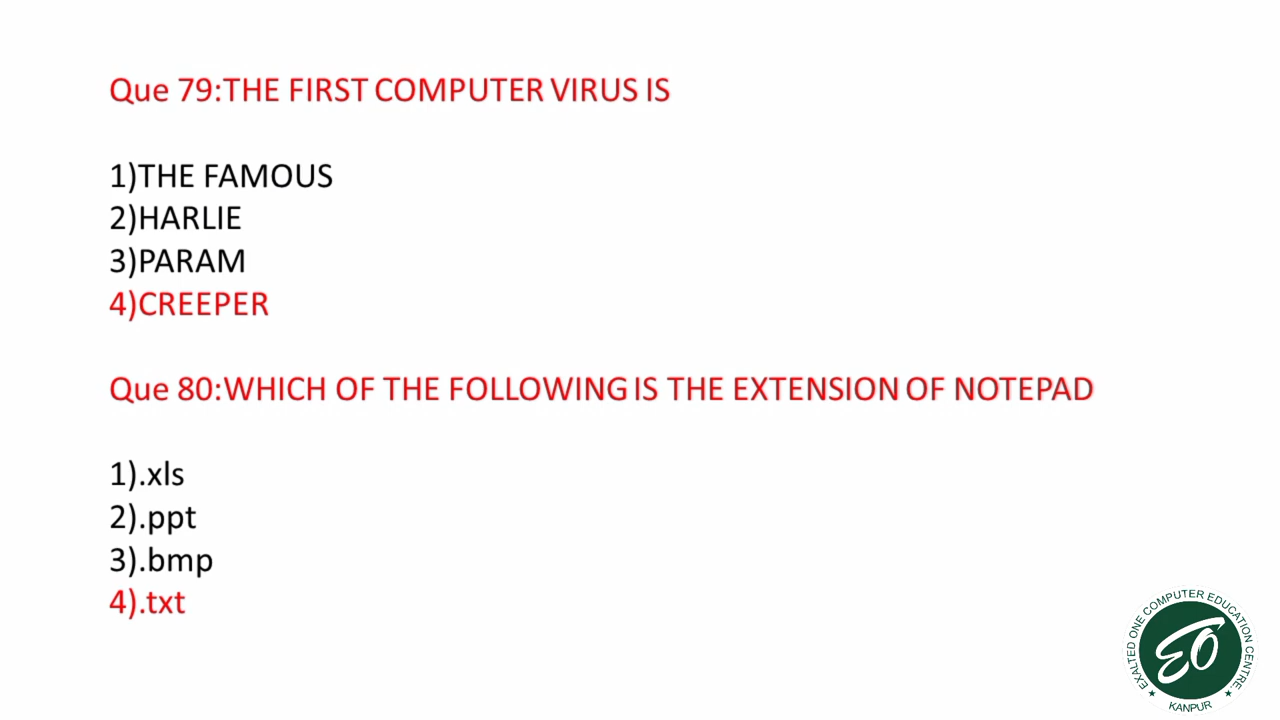 Que 79:THE FIRST COMPUTER VIRUS IS
1)THE FAMOUS
2)HARLIE
3)PARAM
4)CREEPER
Que 80:WHICH OF THE FOLLOWING IS THE EXTENSION OF NOTEPAD
1).xls
2).ppt
3).bmp
4).txt
EXALTED ONE COMPUTER EDUCATION CENTRE,
EO
KANPUR